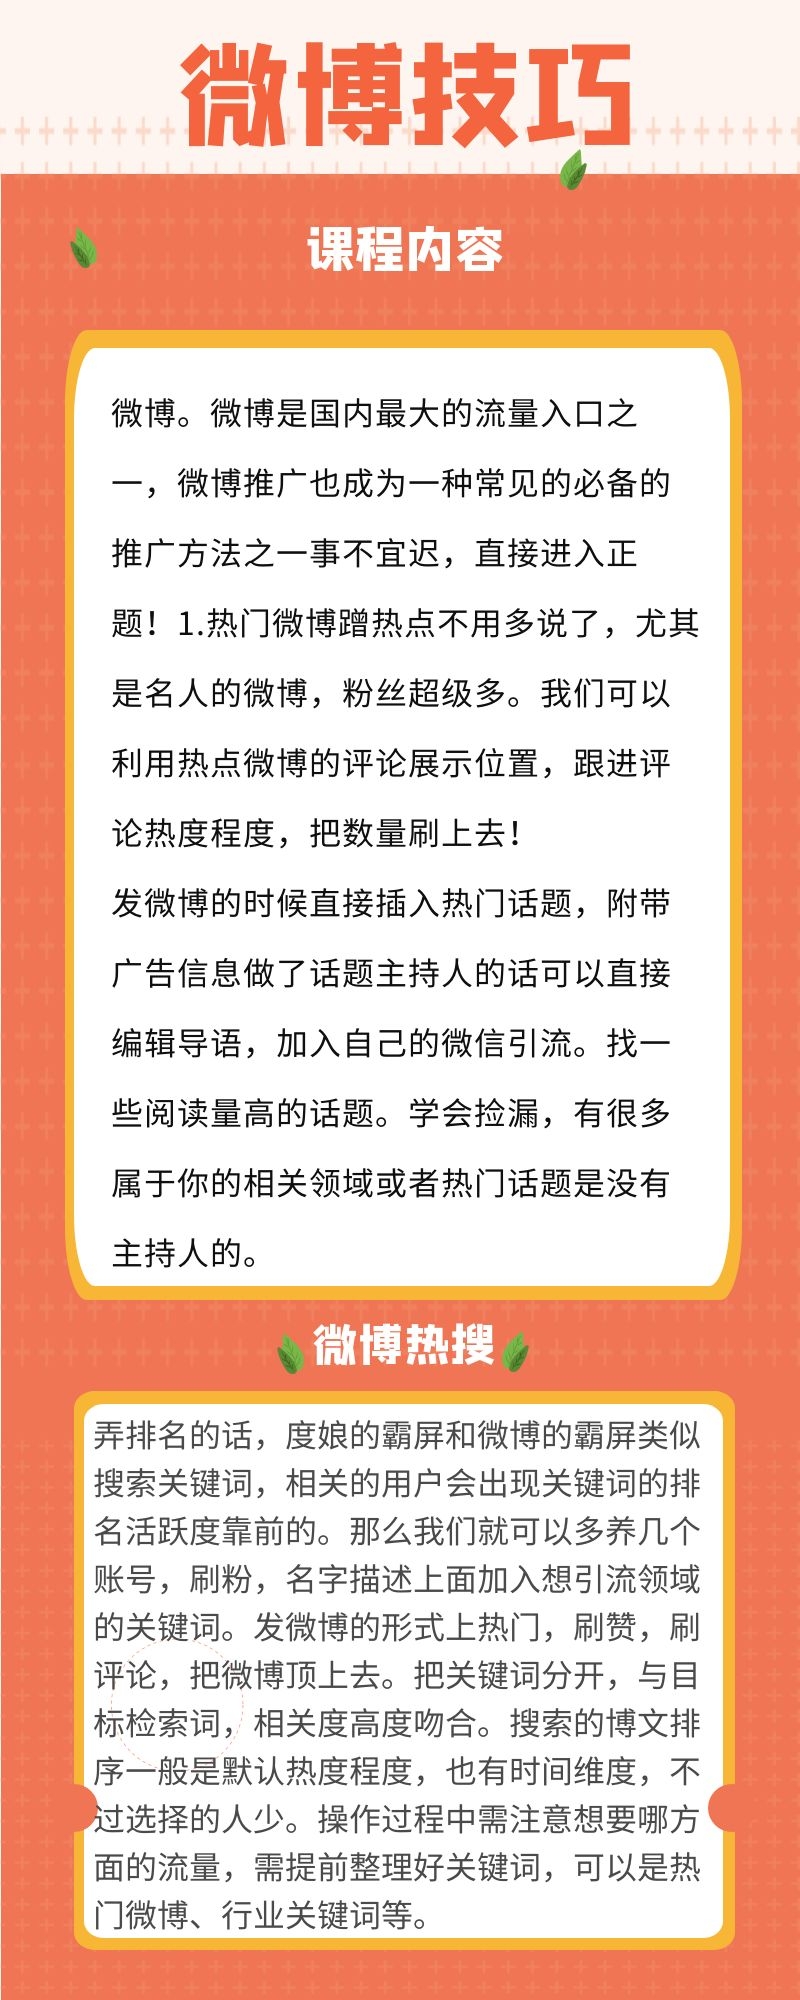 微博技巧
课程内容
微博。微博是国内最大的流量入口之
一，微博推广也成为一种常见的必备的
推广方法之一事不宜迟，直接进入正
题！1.热门微博蹭热点不用多说了，尤其
是名人的微博，粉丝超级多。我们可以
利用热点微博的评论展示位置，跟进评
论热度程度，把数量刷上去！
发微博的时候直接插入热门话题，附带
广告信息做了话题主持人的话可以直接
编辑导语，加入自己的微信引流。找一
些阅读量高的话题。学会捡漏，有很多
属于你的相关领域或者热门话题是没有
主持人的。
微博热搜
弄排名的话，度娘的霸屏和微博的霸屏类似
搜索关键词，相关的用户会出现关键词的排
名活跃度靠前的。那么我们就可以多养几个
账号，刷粉，名字描述上面加入想引流领域
的关键词。发微博的形式上热门，刷赞，刷
评论，把微博顶上去。把关键词分开，与目
标检索词，相关度高度吻合。搜索的博文排
序一般是默认热度程度，也有时间维度，不
过选择的人少。操作过程中需注意想要哪方
面的流量，需提前整理好关键词，可以是热
门微博、行业关键词等。